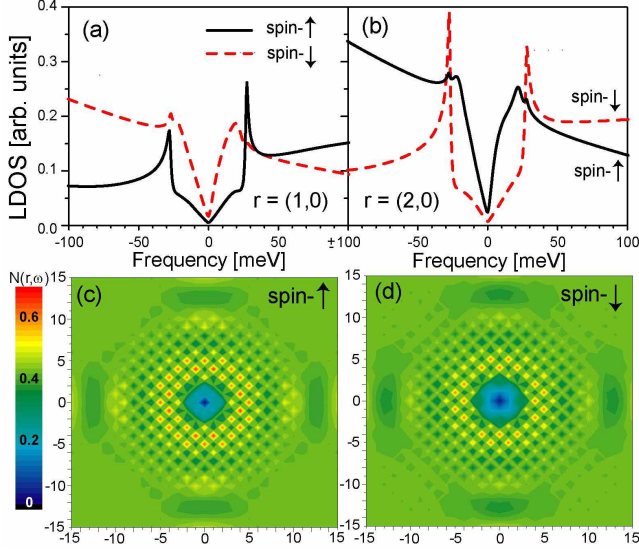 (a)
spin-↑
spin-↓
r = (1,0)
(b)
spin-↓
spin-↑
r = (2,0)
LDOS [arb. units]
0.4
0.3
0.2
0.1
0.0
-100 -50 0 50 ±100 -50 0 50 100
Frequency [meV] Frequency [meV]
N(r,ω)
0.6
0.4
0.2
0
(c)
spin-↑
15
10
5
0
-5
-10
-15
-15 -10 -5 0 5 10 15
(d)
spin-↓
15
10
5
0
-5
-10
-15
-15 -10 -5 0 5 10 15